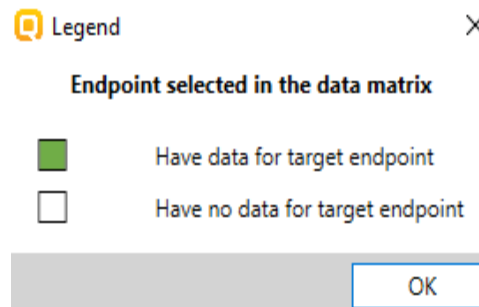 Legend
Endpoint selected in the data matrix
Have data for target endpoint
Have no data for target endpoint
OK